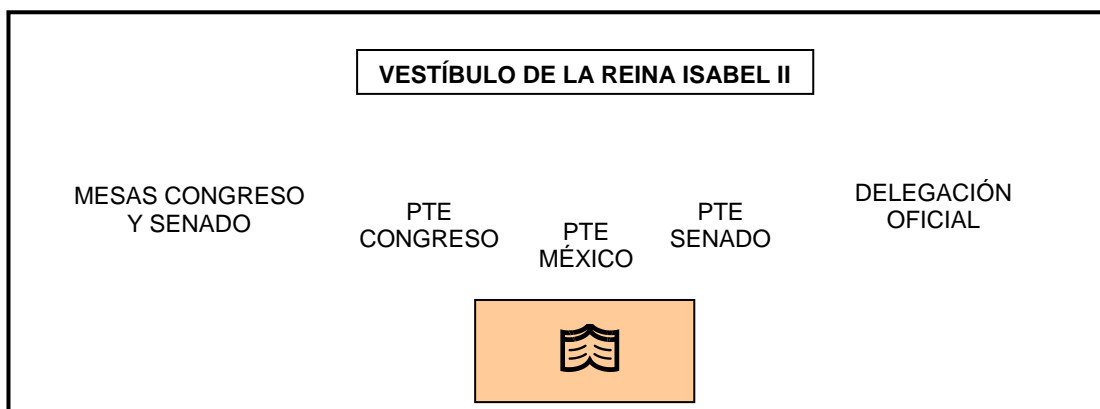 VESTÍBULO DE LA REINA ISABEL II
MESAS CONGRESO
Y SENADO
PTE
CONGRESO
PTE
MÉXICO
PTE
SENADO
DELEGACIÓN
OFICIAL